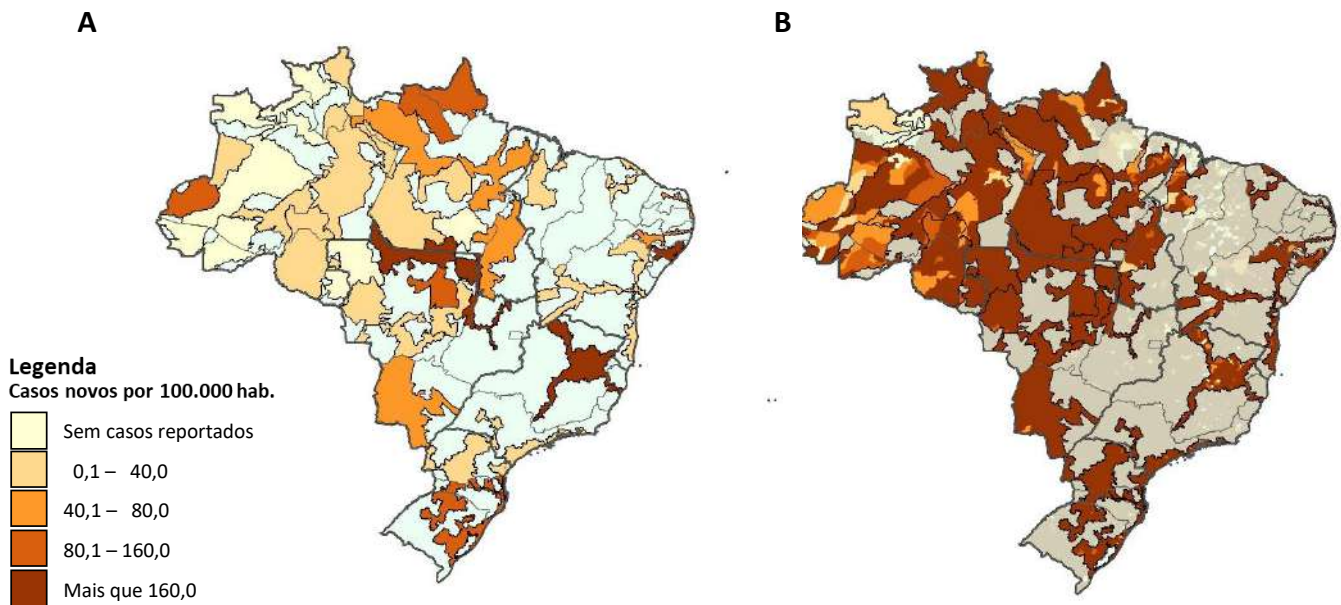 A
B
Legenda
Casos novos por 100.000 hab.
Sem casos reportados
0,1 – 40,0
40,1 – 80,0
80,1 – 160,0
Mais que 160,0